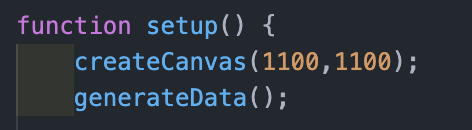 function setup() {
    createCanvas(1100,1100);
    generateData();